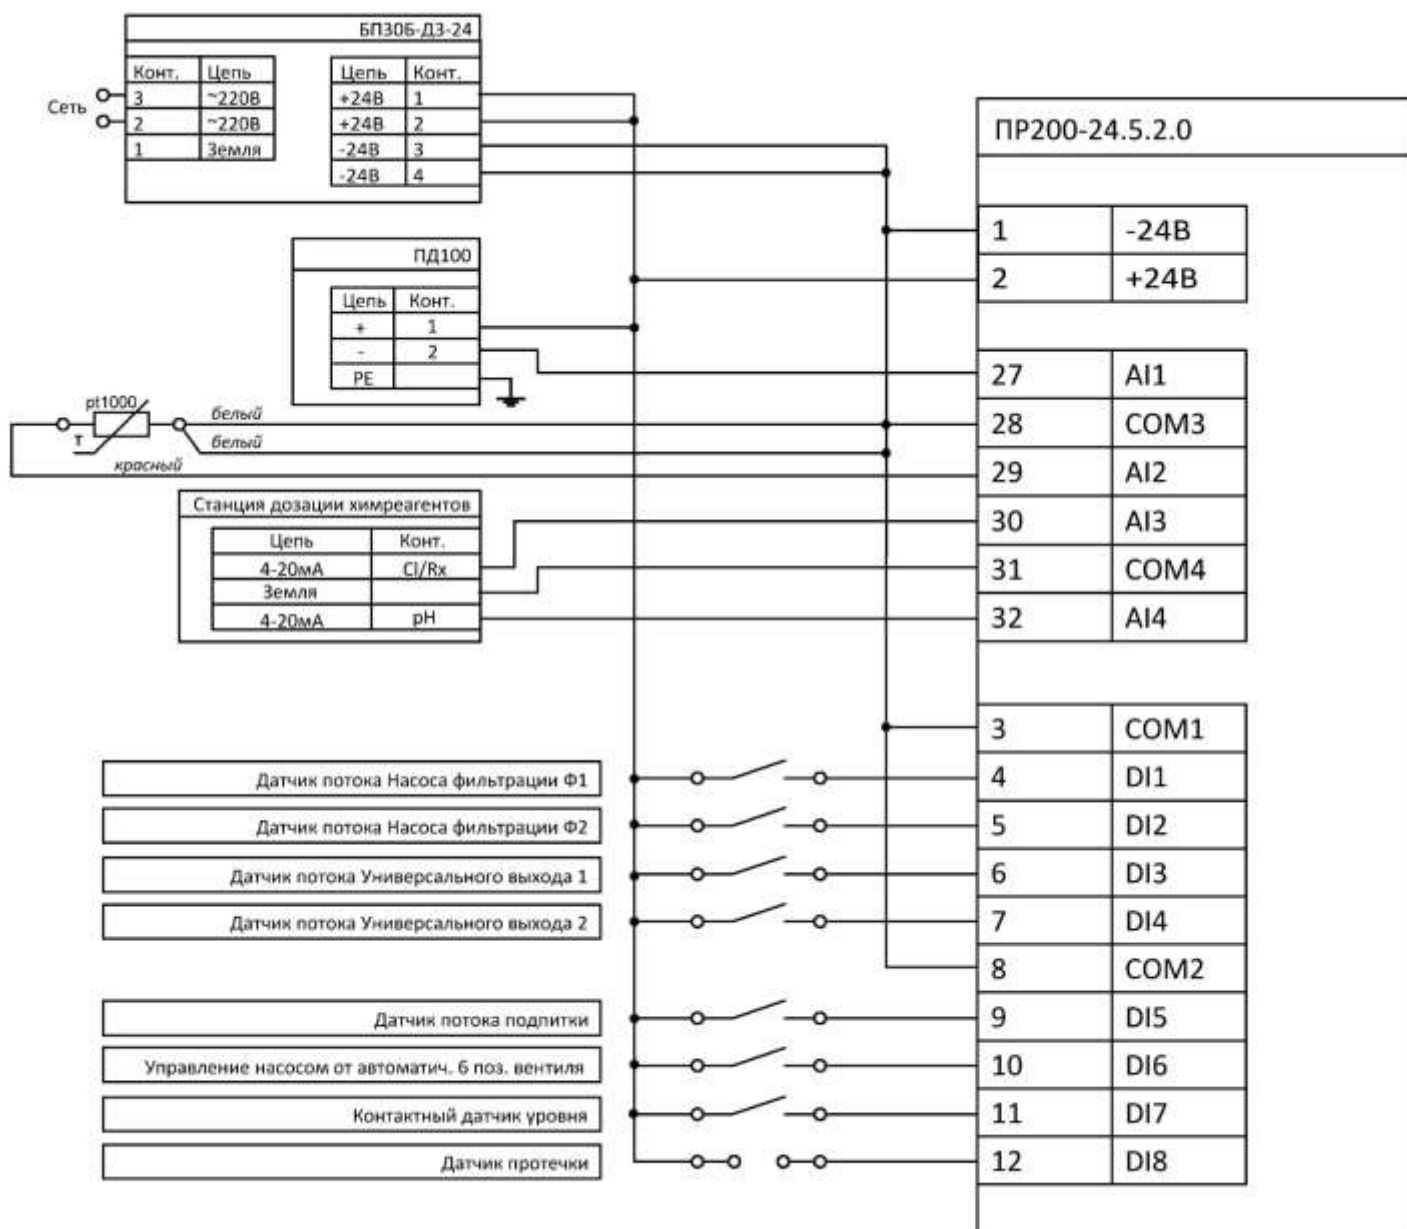 БП30Б-Д3-24
Конт. Цепь Цепь Конт.
Сеть 3 ~220В +24В 1
2 ~220В +24В 2
1 Земля -24В 3
-24В 4
ПР200-24.5.2.0
1 -24В
2 +24В
ПД100
Цепь Конт.
+ 1
- 2
PE
27 AI1
28 COM3
29 AI2
30 AI3
31 COM4
32 AI4
pt1000
T
белый
белый
красный
Станция дозации химреагентов
Цепь Конт.
4-20мА Cl/Rx
Земля
4-20мА pH
3 COM1
Датчик потока Насоса фильтрации Ф1 4 DI1
Датчик потока Насоса фильтрации Ф2 5 DI2
Датчик потока Универсального выхода 1 6 DI3
Датчик потока Универсального выхода 2 7 DI4
8 COM2
Датчик потока подпитки 9 DI5
Управление насосом от автоматич. 6 поз. вентиля 10 DI6
Контактный датчик уровня 11 DI7
Датчик протечки 12 DI8